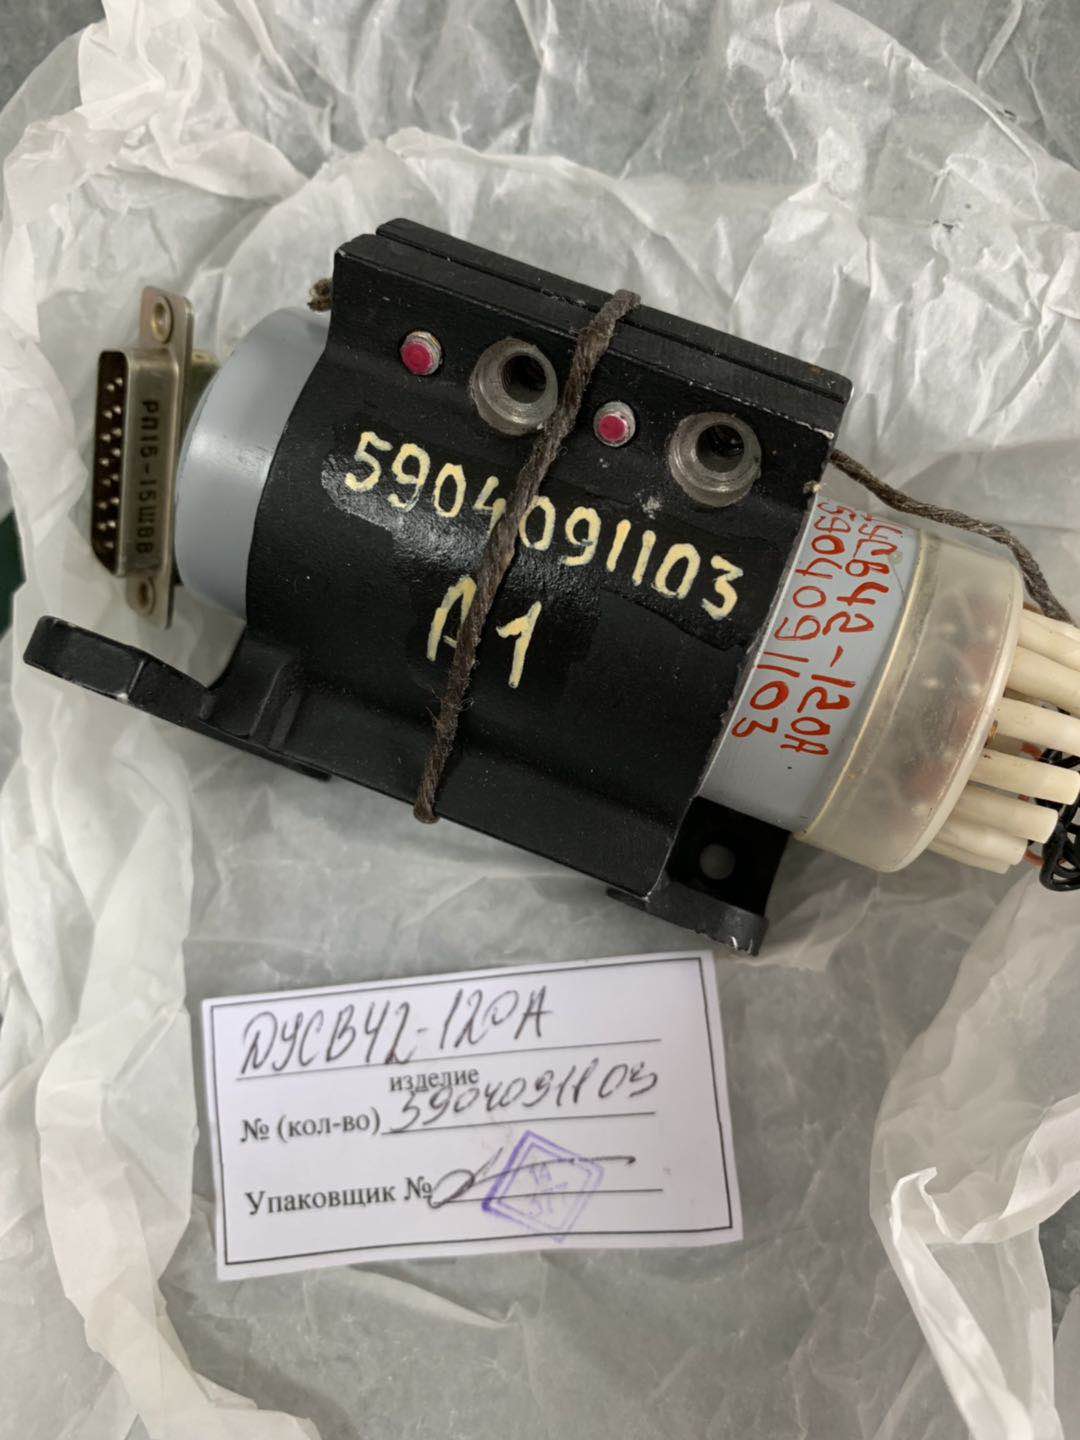 РП15-15ШВВ
5904091103
А1
ДУСВ42-120А
5904091103
ДУСВ42-120А
изделие
№ (кол-во) 5904091103
Упаковщик №